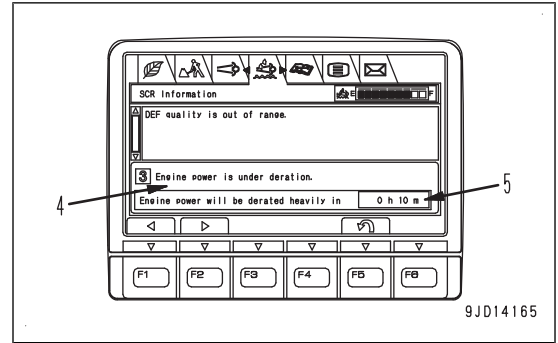 SCR Information
E F
DEF quality is out of range.
3 Engine power is under deration.
Engine power will be derated heavily in 0 h 10 m
4
5
F1 F2 F3 F4 F5 F6
9JD14165